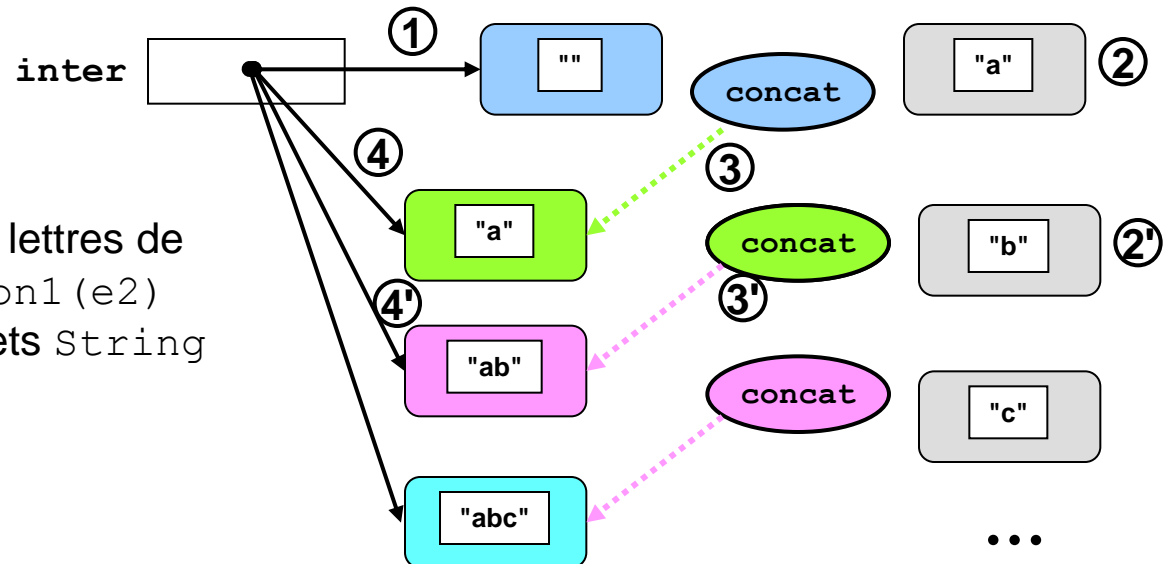 ①
inter
""
concat
"a"
②
④
③
lettres de
"a"
concat
"b"
②'
on1(e2)
④'
③'
ets String
"ab"
concat
"c"
"abc"
...